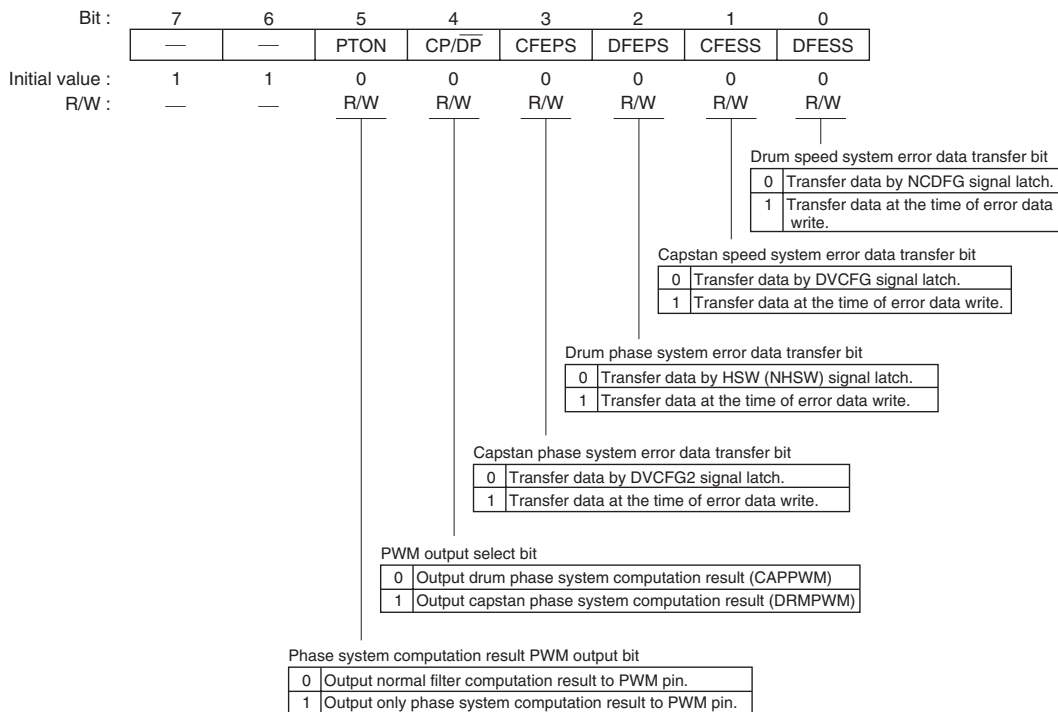 Bit : 7 6 5 4 3 2 1 0
— — PTON CP/D̅P̅ CFEPS DFEPS CFESS DFESS
Initial value : 1 1 0 0 0 0 0 0
R/W : — — R/W R/W R/W R/W R/W R/W
Drum speed system error data transfer bit
0 Transfer data by NCDFG signal latch.
1 Transfer data at the time of error data
write.
Capstan speed system error data transfer bit
0 Transfer data by DVCFG signal latch.
1 Transfer data at the time of error data write.
Drum phase system error data transfer bit
0 Transfer data by HSW (NHSW) signal latch.
1 Transfer data at the time of error data write.
Capstan phase system error data transfer bit
0 Transfer data by DVCFG2 signal latch.
1 Transfer data at the time of error data write.
PWM output select bit
0 Output drum phase system computation result (CAPPWM)
1 Output capstan phase system computation result (DRMPWM)
Phase system computation result PWM output bit
0 Output normal filter computation result to PWM pin.
1 Output only phase system computation result to PWM pin.